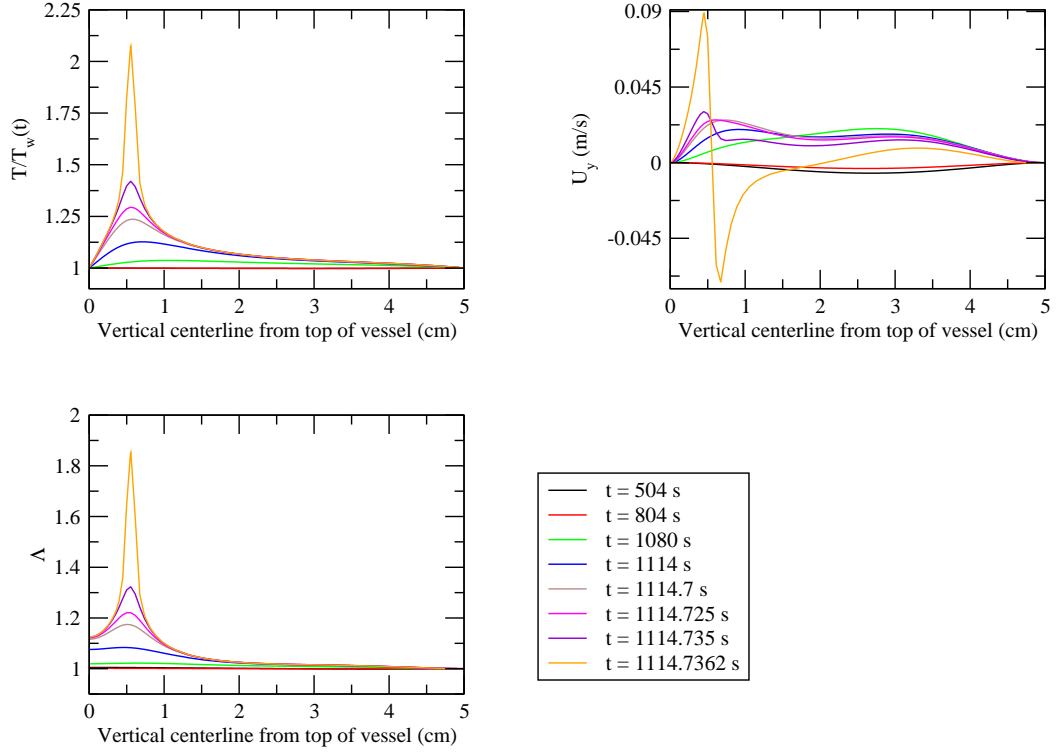 2.25
2
1.75
1.5
1.25
1
T/T_w(t)
0 1 2 3 4 5
Vertical centerline from top of vessel (cm)
0.09
0.045
0
-0.045
U_y (m/s)
0 1 2 3 4 5
Vertical centerline from top of vessel (cm)
2
1.8
1.6
1.4
1.2
1
Λ
0 1 2 3 4 5
Vertical centerline from top of vessel (cm)
t = 504 s
t = 804 s
t = 1080 s
t = 1114 s
t = 1114.7 s
t = 1114.725 s
t = 1114.735 s
t = 1114.7362 s